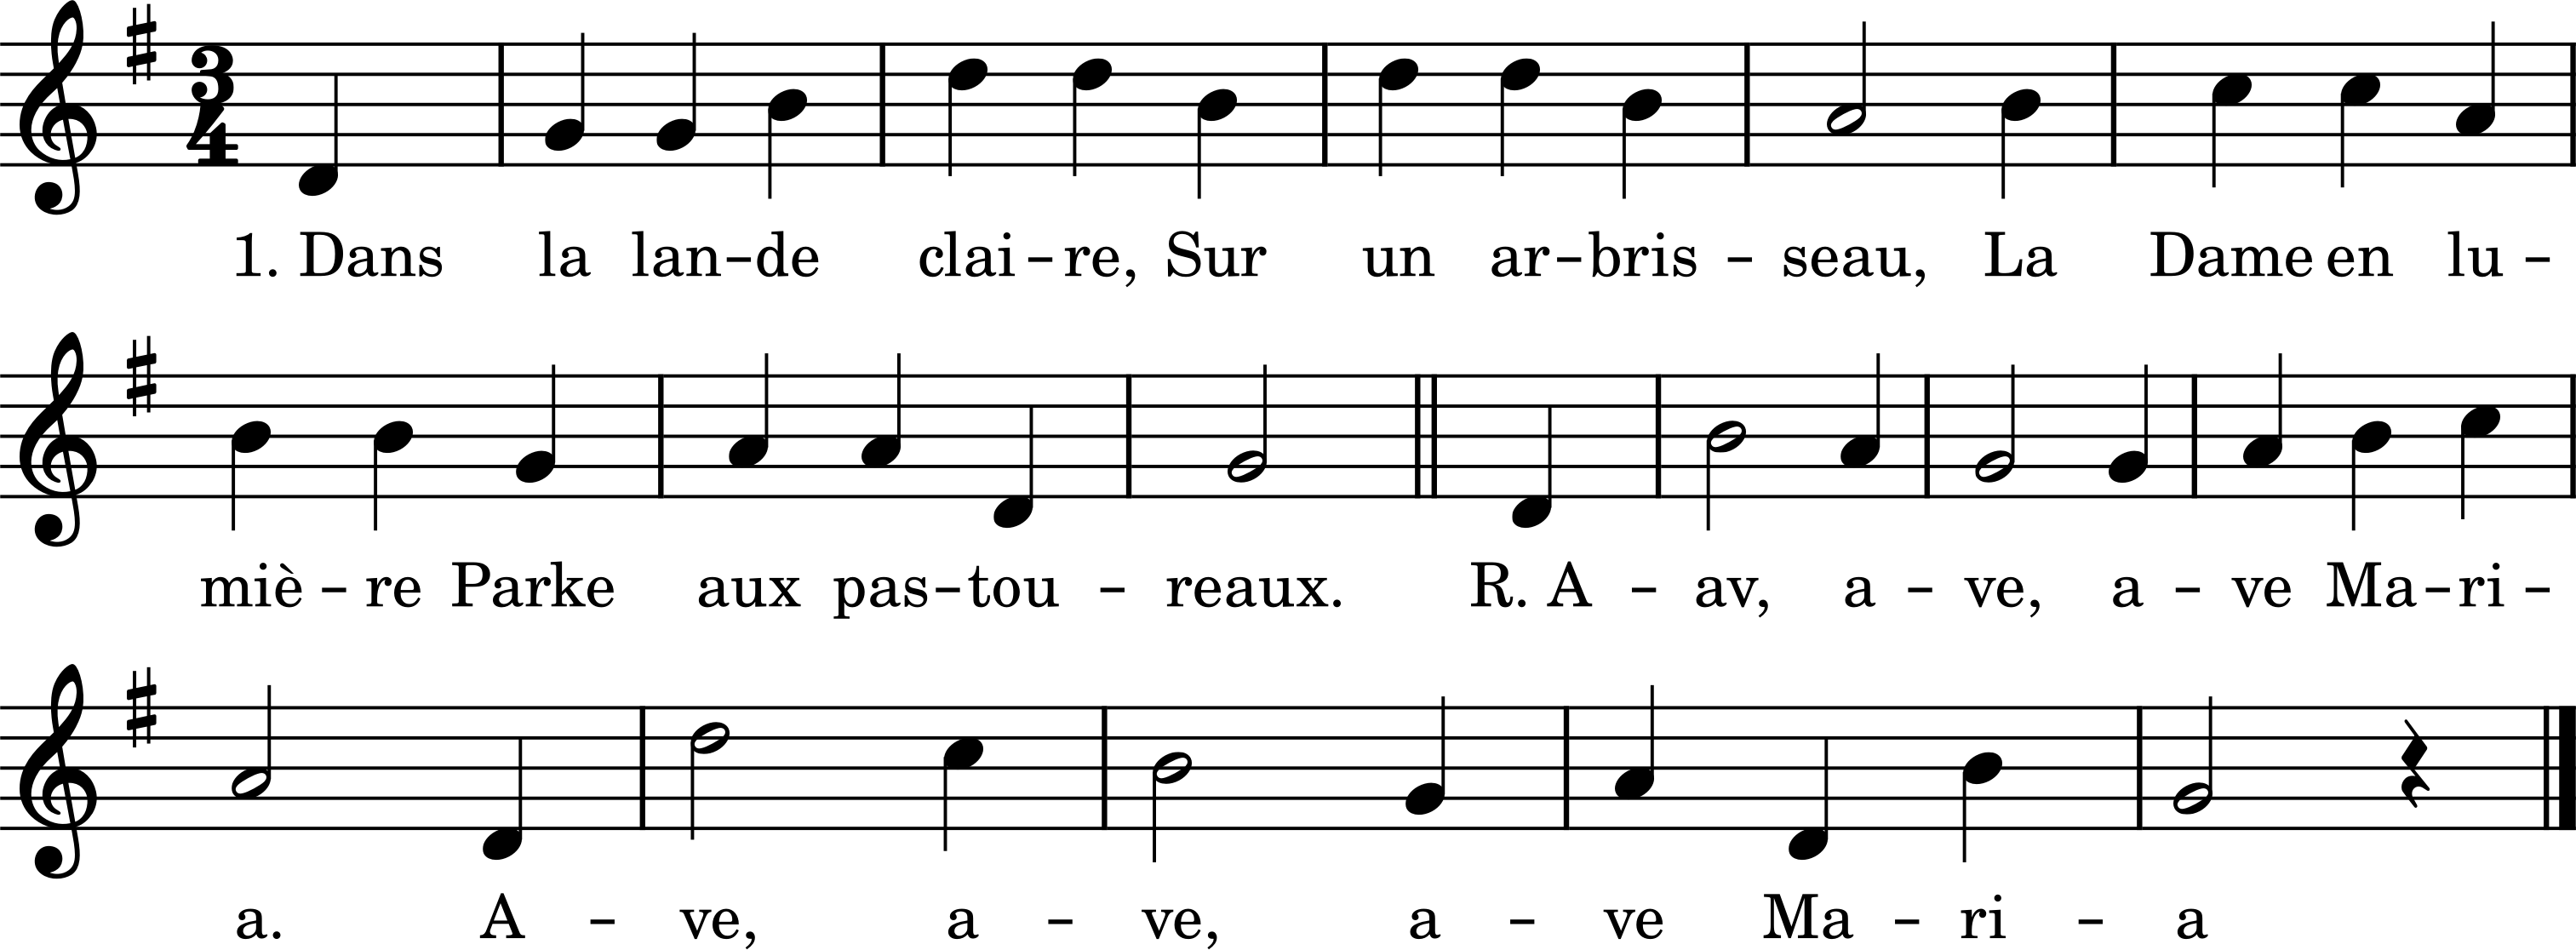 1. Dans la lan–de clai–re, Sur un ar–bris–seau, La Dame en lu–
miè–re Parke aux pas–tou–reaux. R. A–av, a–ve, a–ve Ma–ri–
a. A–ve, a–ve, a–ve Ma–ri–a